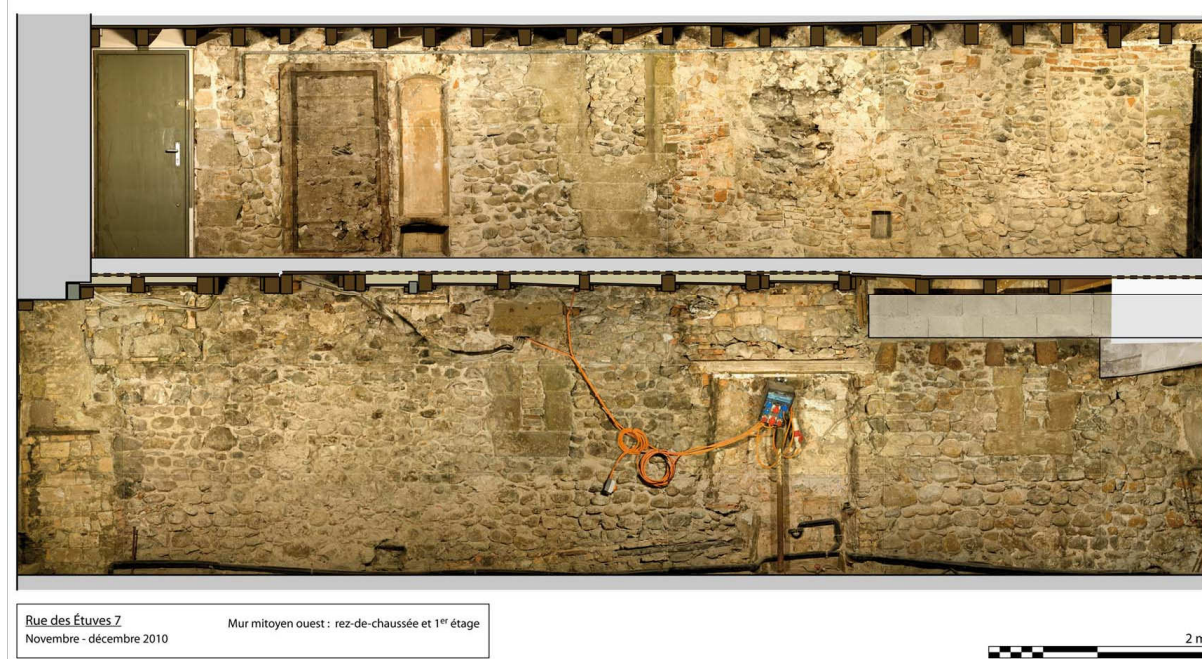 Rue des Étuves 7
Novembre - décembre 2010
Mur mitoyen ouest : rez-de-chaussée et 1er étage
2 m